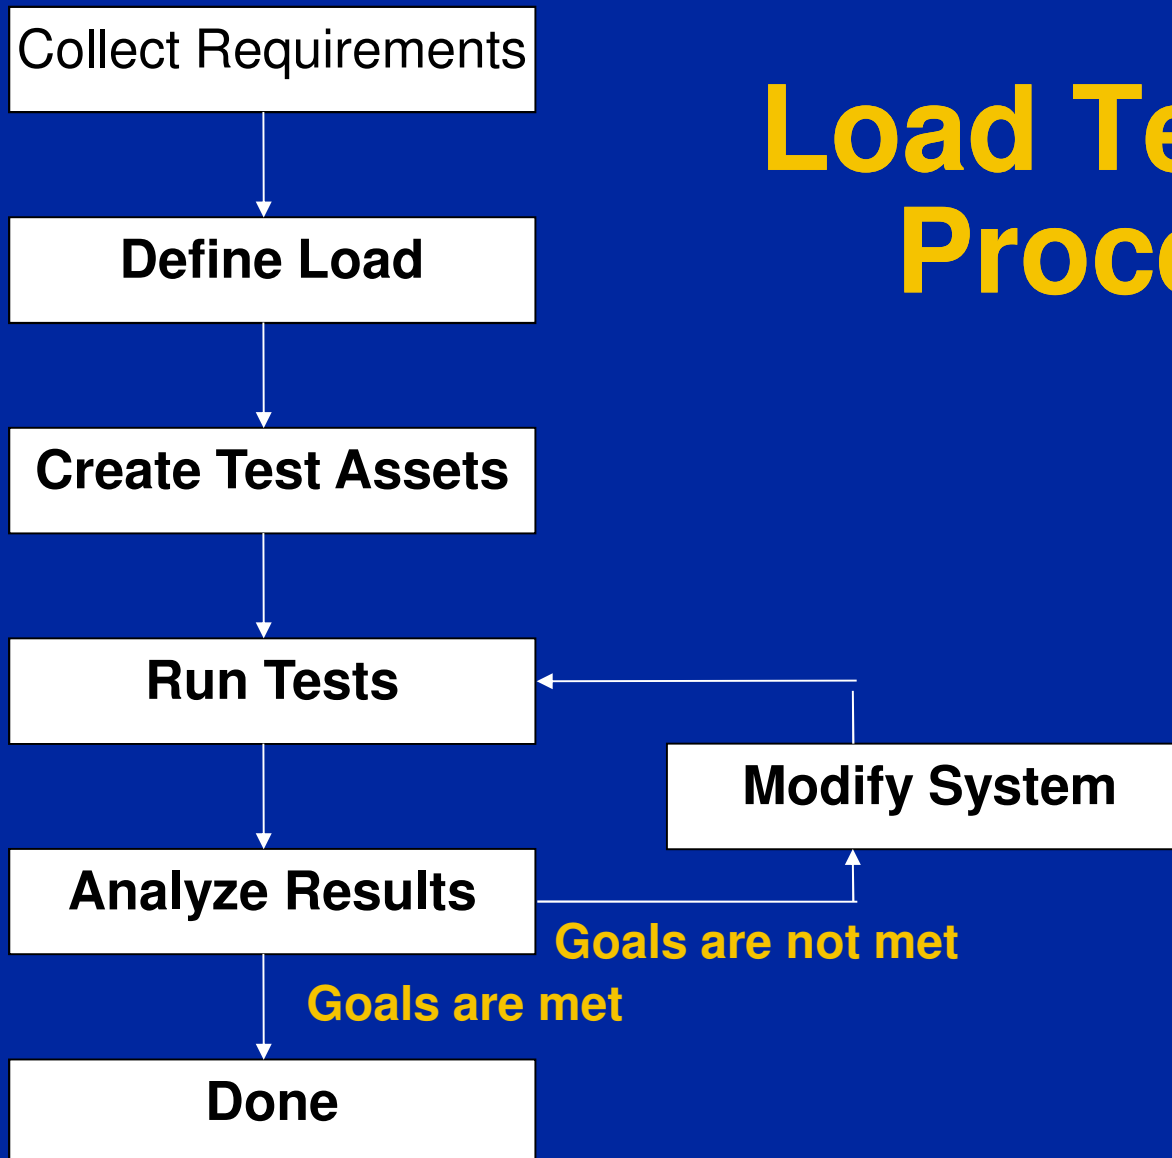 Collect Requirements
Load Te
Proce
Define Load
Create Test Assets
Run Tests
Modify System
Analyze Results
Goals are not met
Goals are met
Done